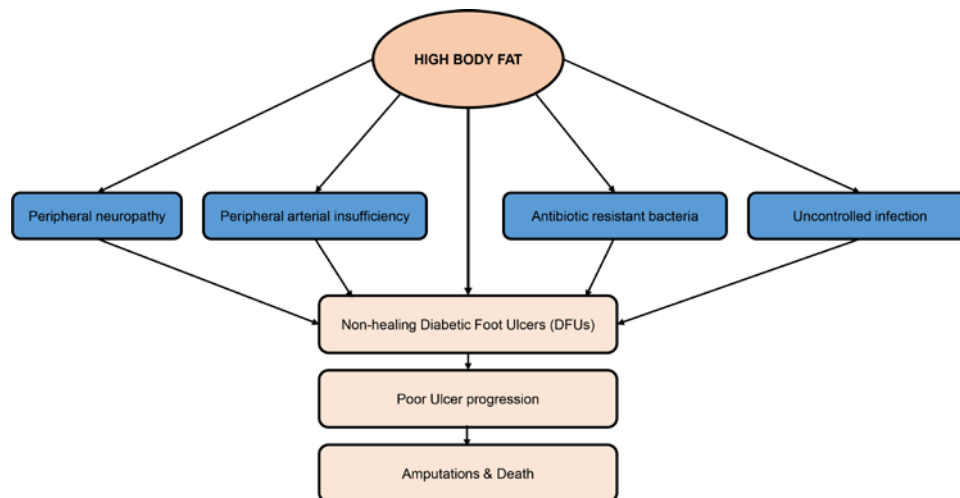 HIGH BODY FAT
Peripheral neuropathy
Peripheral arterial insufficiency
Antibiotic resistant bacteria
Uncontrolled infection
Non-healing Diabetic Foot Ulcers (DFUs)
Poor Ulcer progression
Amputations & Death